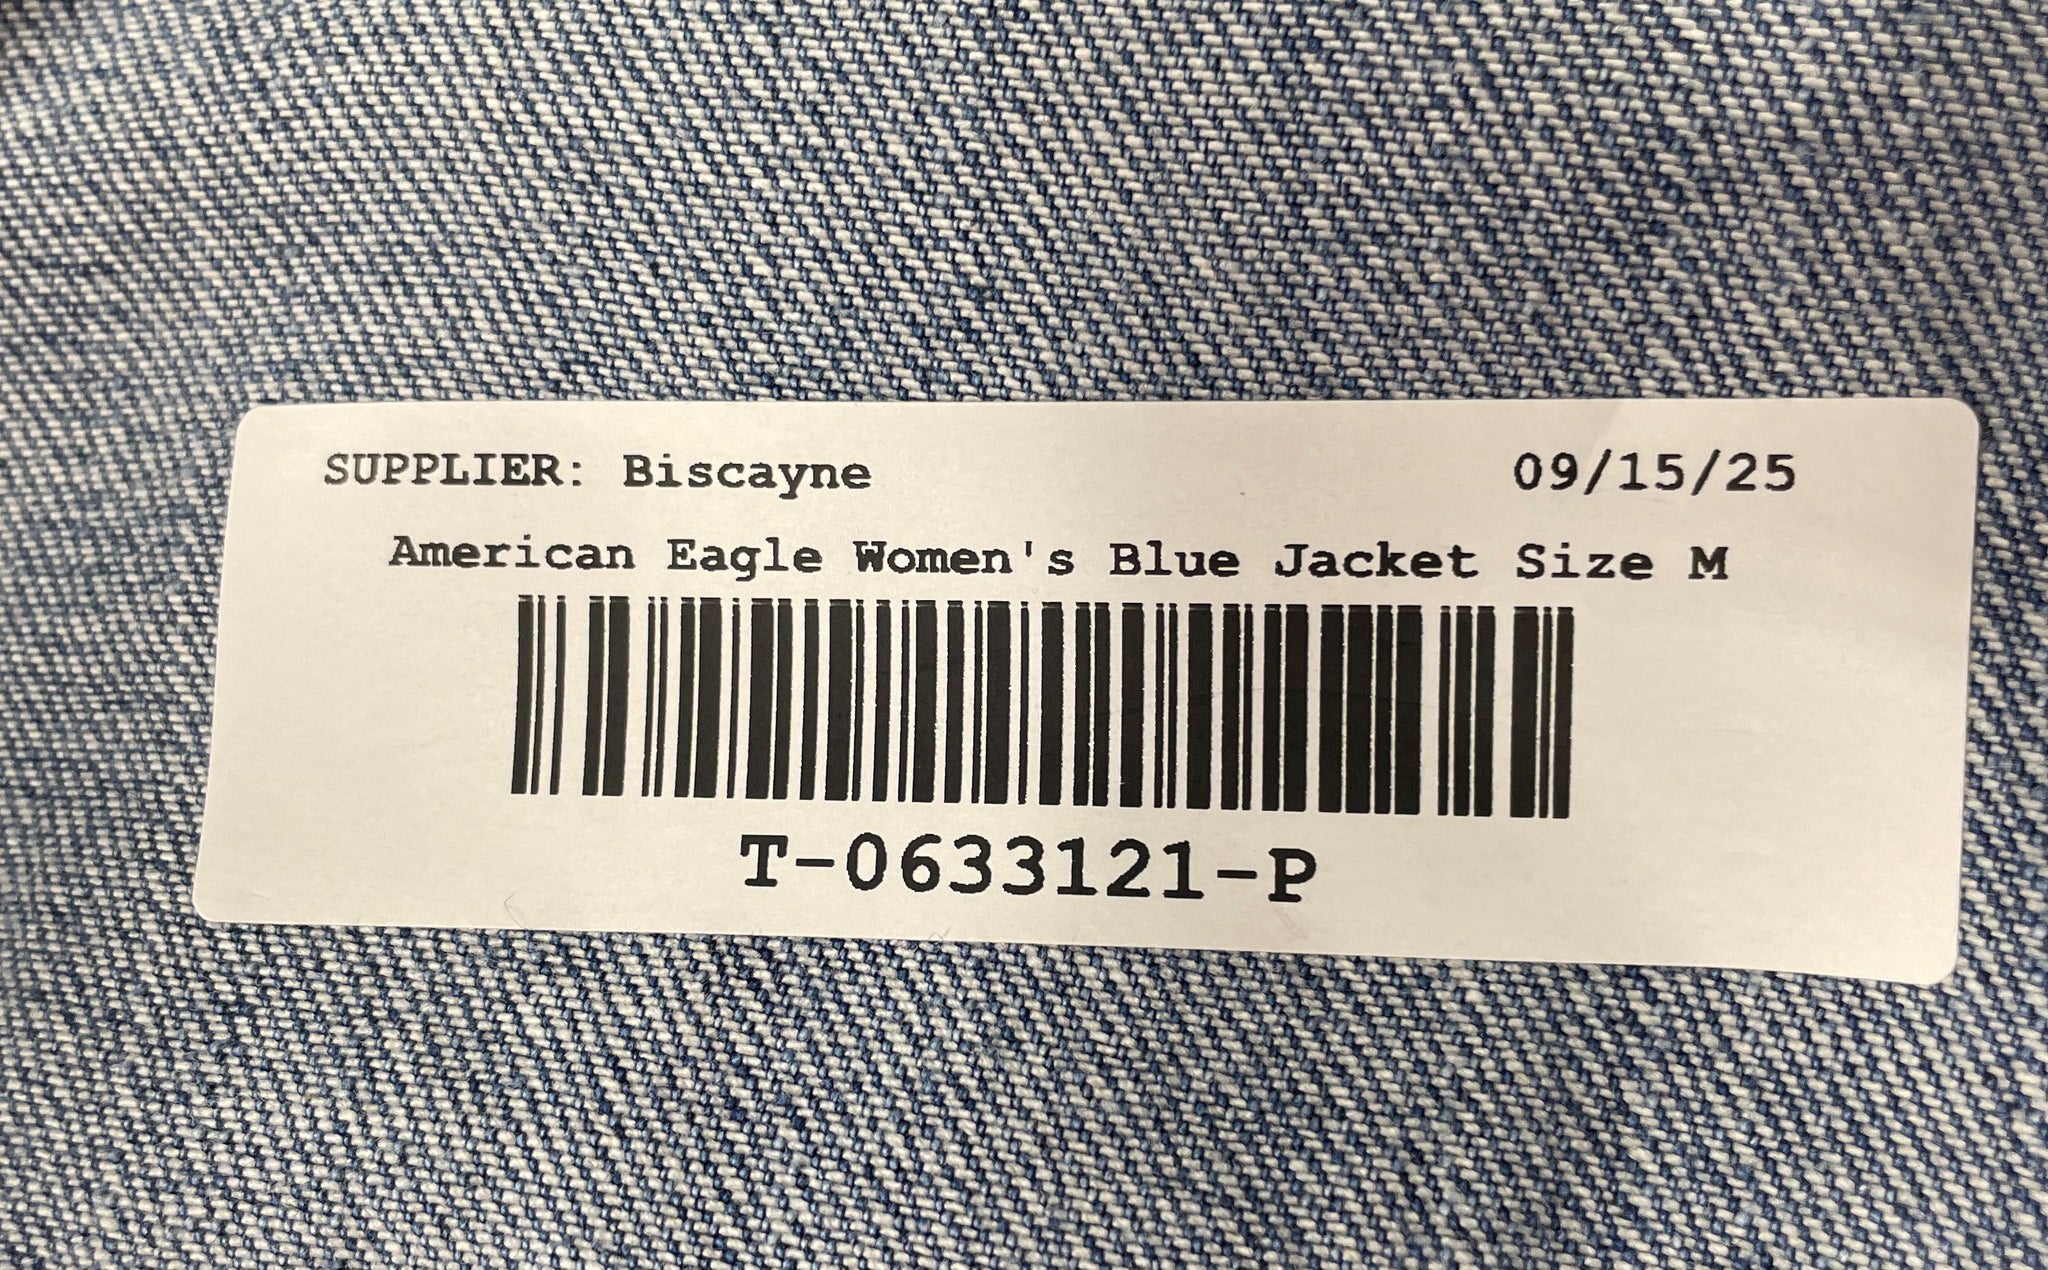 SUPPLIER: Biscayne 09/15/25
American Eagle Women's Blue Jacket Size M
T-0633121-P